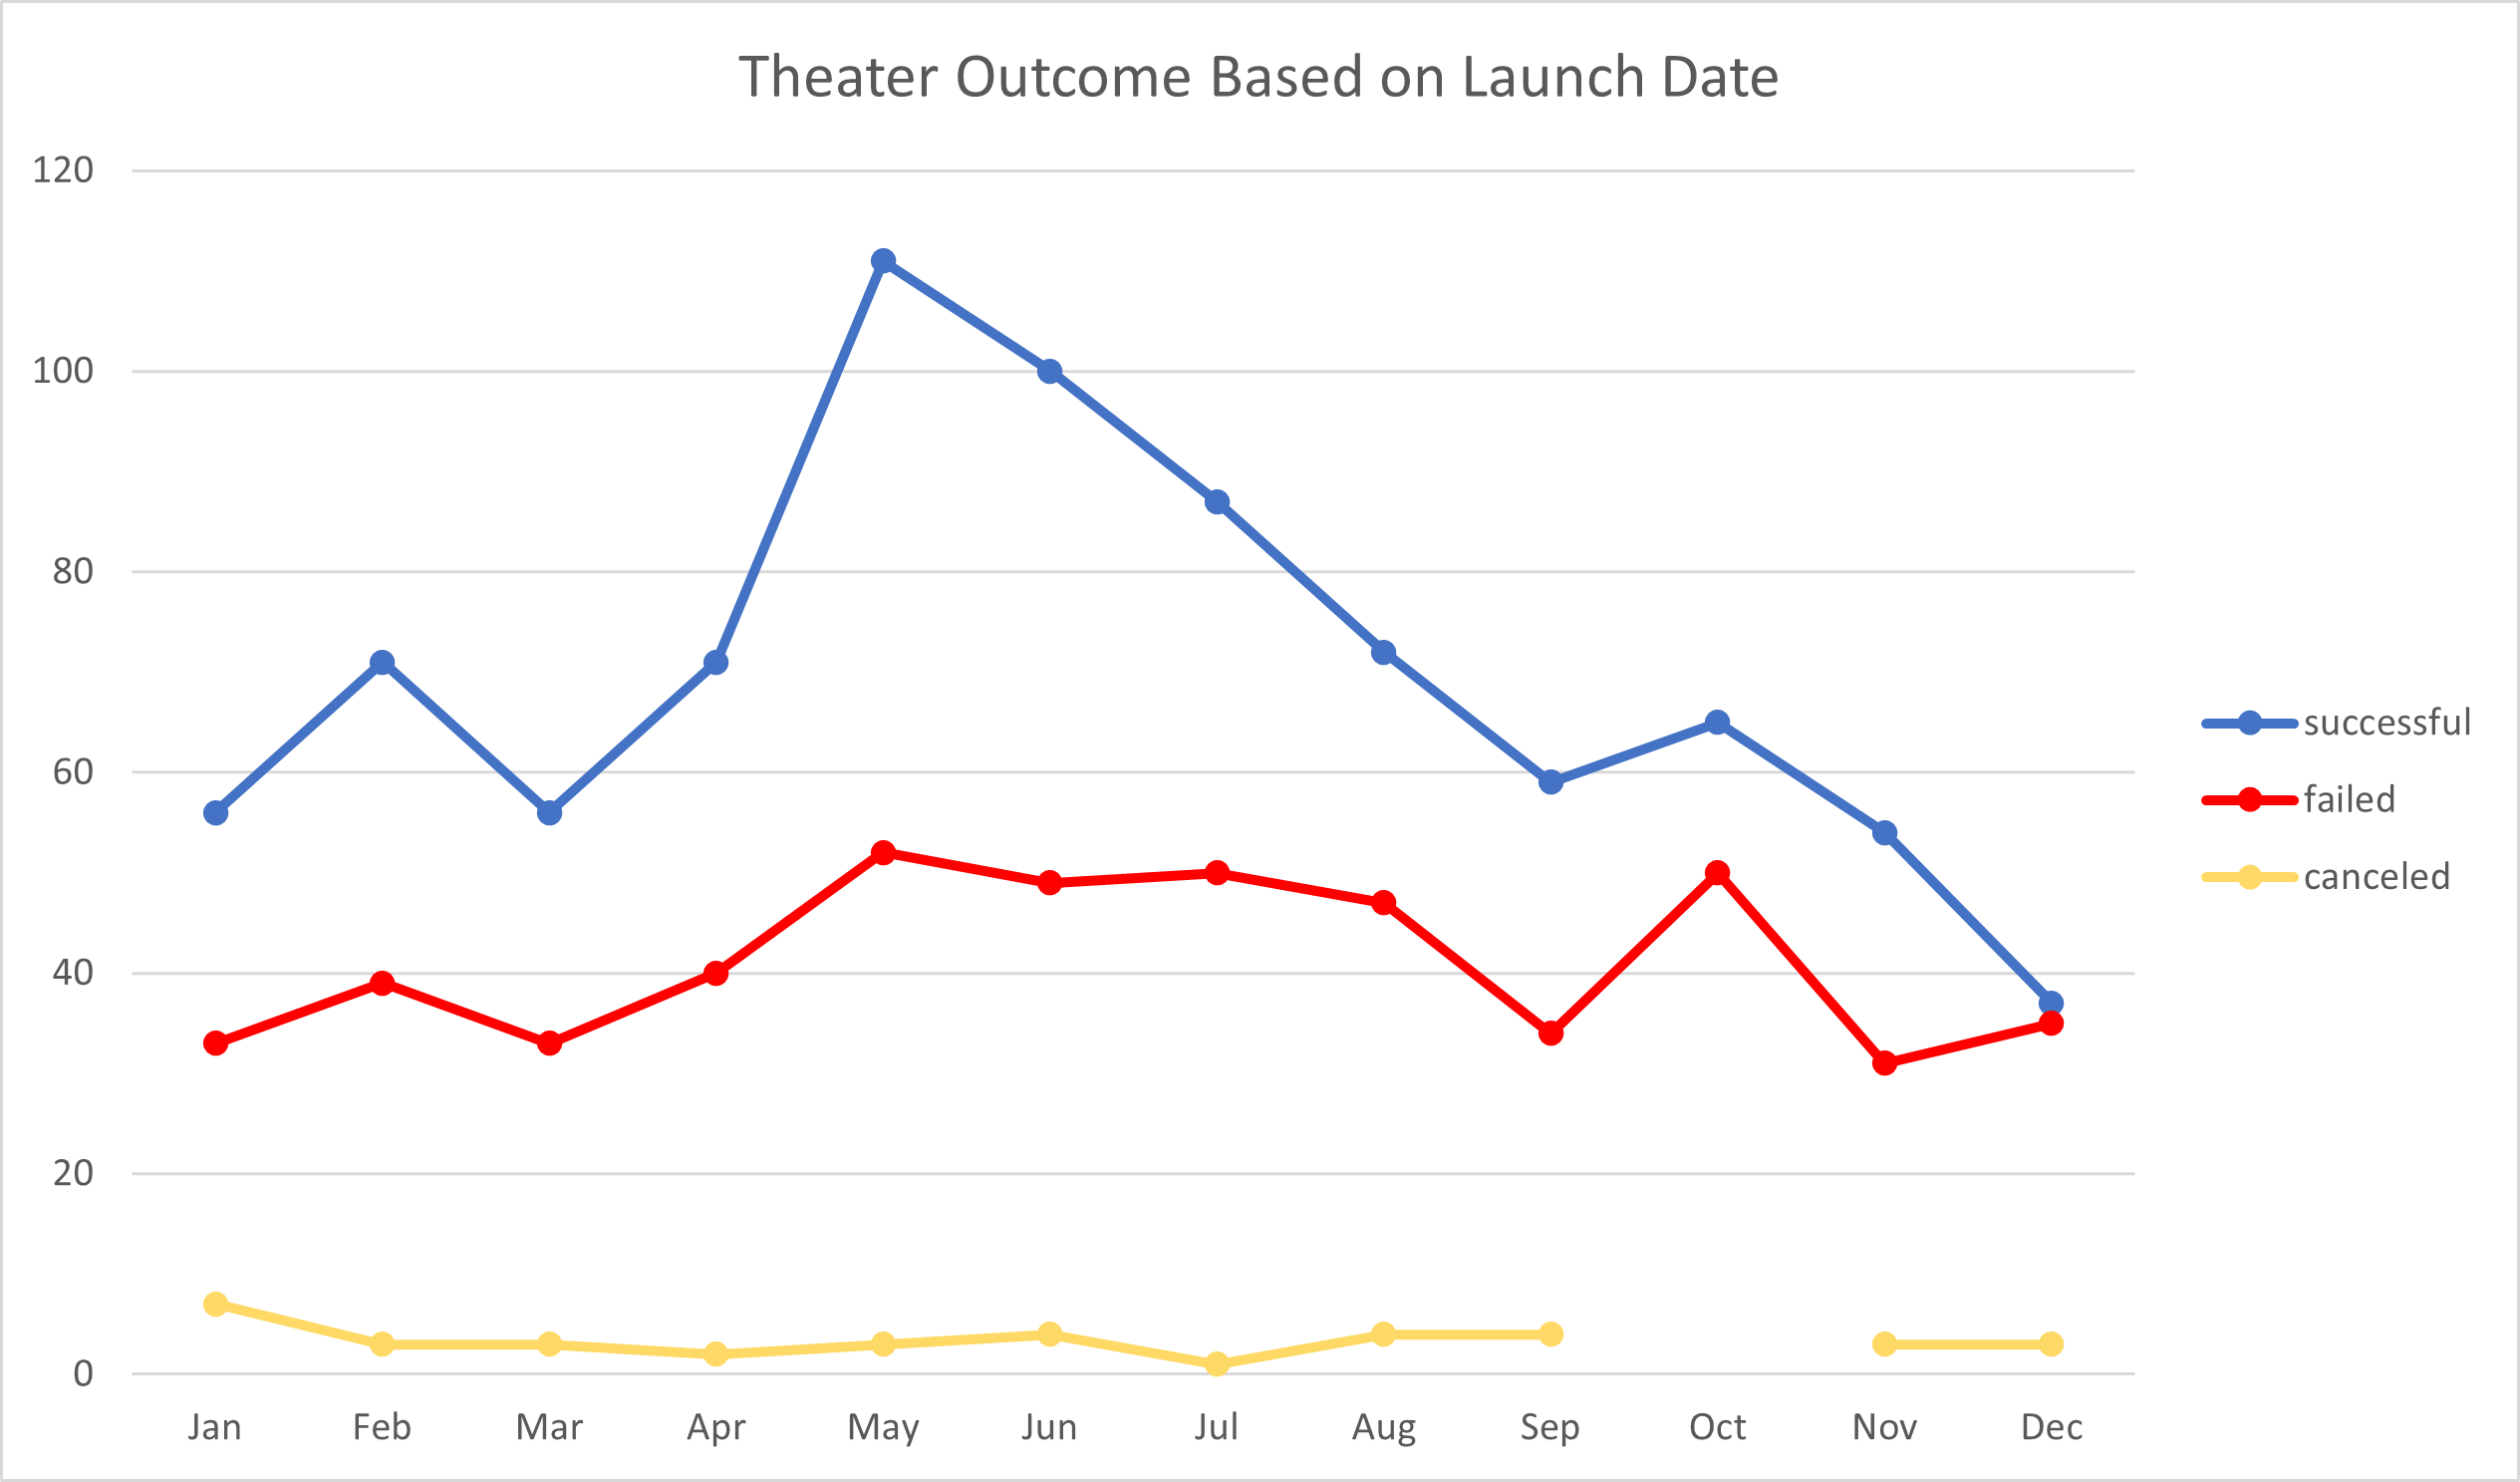 Theater Outcome Based on Launch Date
120
100
80
60
40
20
0
Jan Feb Mar Apr May Jun Jul Aug Sep Oct Nov Dec
successful
failed
canceled